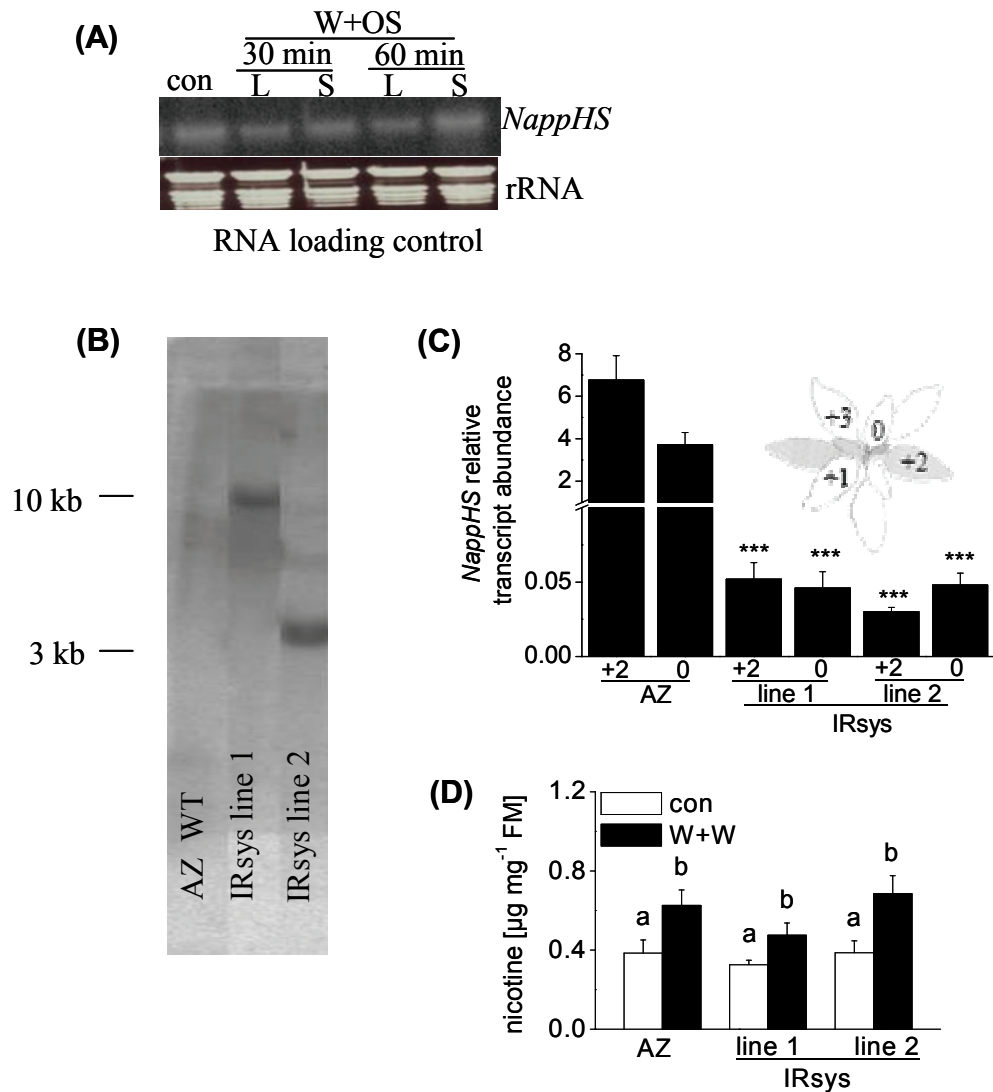 (A)
W+OS
30 min 60 min
con L S L S
NappHS
rRNA
RNA loading control
(B)
10 kb
3 kb
AZ WT
IRsys line 1
IRsys line 2
(C)
NappHS relative
transcript abundance
8
6
4
2
0.05
0.00
+3
0
+2
+1
***
***
***
***
+2 0 +2 0 +2 0
AZ line 1 line 2
IRsys
(D)
nicotine [µg mg-1 FM]
1.2
0.8
0.4
0.0
con
W+W
a b a b a b
AZ line 1 line 2
IRsys